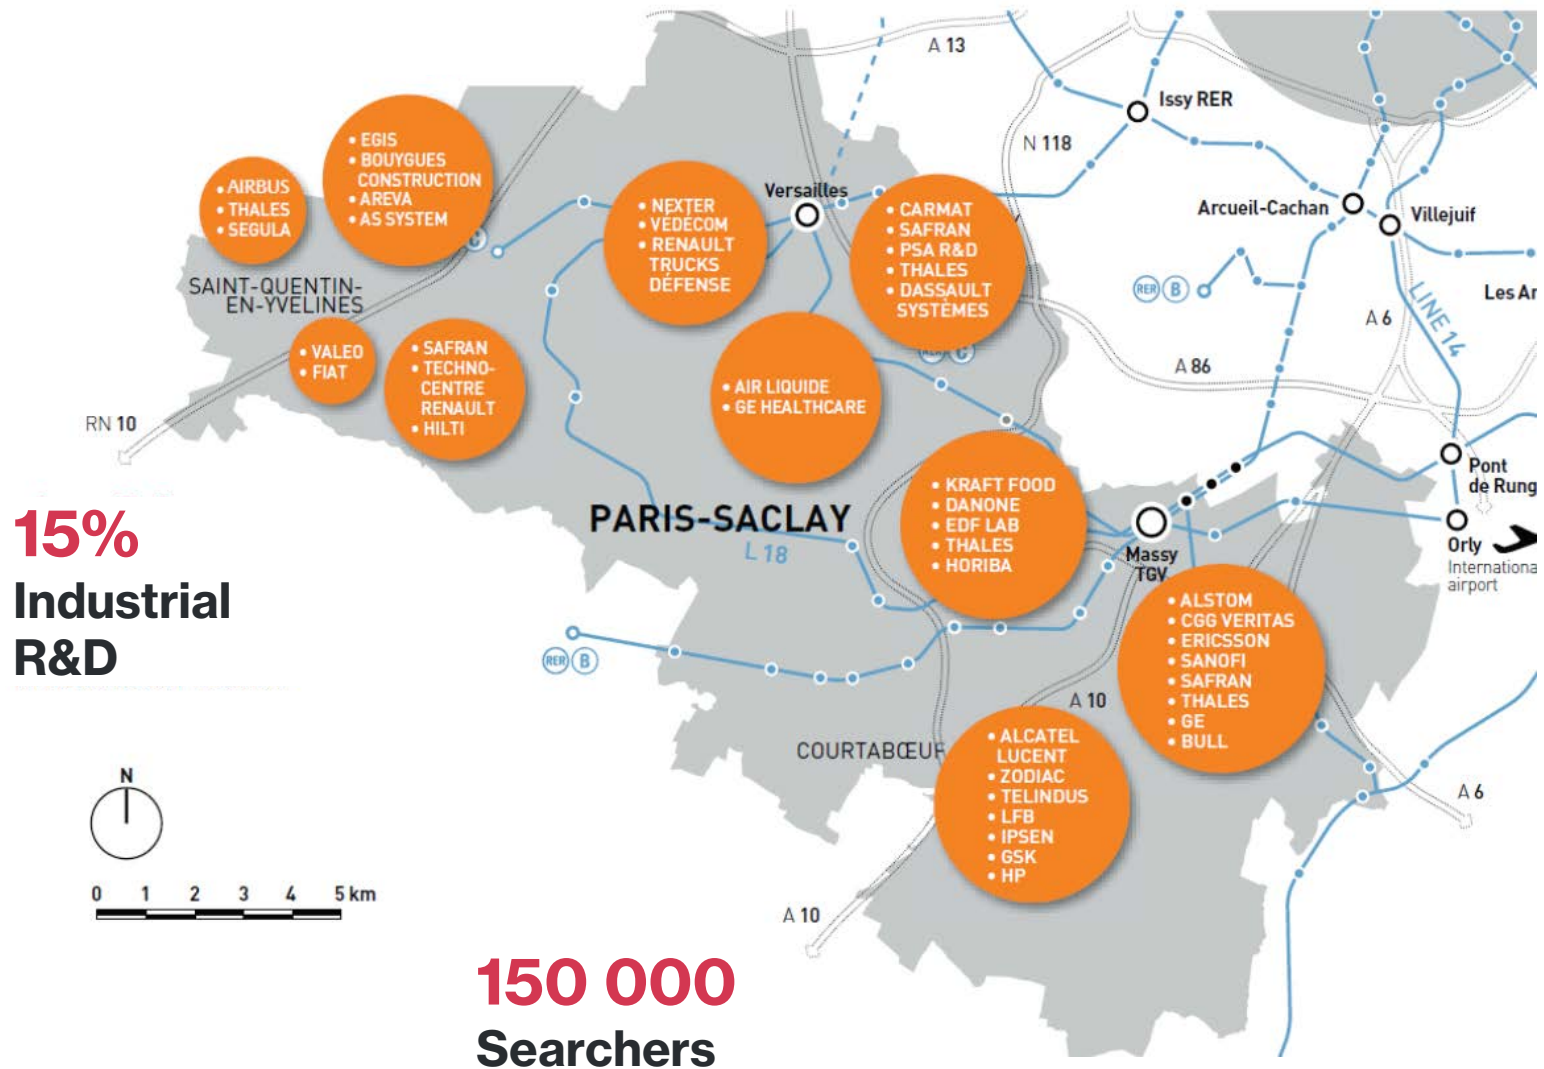 A 13
Issy RER
N 118
• EGIS
• BOUYGUES
CONSTRUCTION
• AREVA
• AS SYSTEM
• AIRBUS
• THALES
• SEGULA
C
Versailles
• NEXTER
• VEDECOM
• RENAULT
TRUCKS
DÉFENSE
• CARMAT
• SAFRAN
• PSA R&D
• THALES
• DASSAULT
SYSTÈMES
RER C
Arcueil-Cachan
Villejuif
RER B
Les Ar
LINE 14
A 6
A 86
SAINT-QUENTIN-
EN-YVELINES
• VALEO
• FIAT
• SAFRAN
• TECHNO-
CENTRE
RENAULT
• HILTI
• AIR LIQUIDE
• GE HEALTHCARE
RN 10
• KRAFT FOOD
• DANONE
• EDF LAB
• THALES
• HORIBA
Pont
de Rung
PARIS-SACLAY
L 18
Massy
TGV
Orly
Internationa
airport
15%
Industrial
R&D
RER B
• ALSTOM
• CGG VERITAS
• ERICSSON
• SANOFI
• SAFRAN
• THALES
• GE
• BULL
A 10
COURTABŒUF
• ALCATEL
LUCENT
• ZODIAC
• TELINDUS
• LFB
• IPSEN
• GSK
• HP
A 6
N
0 1 2 3 4 5 km
A 10
150 000
Searchers